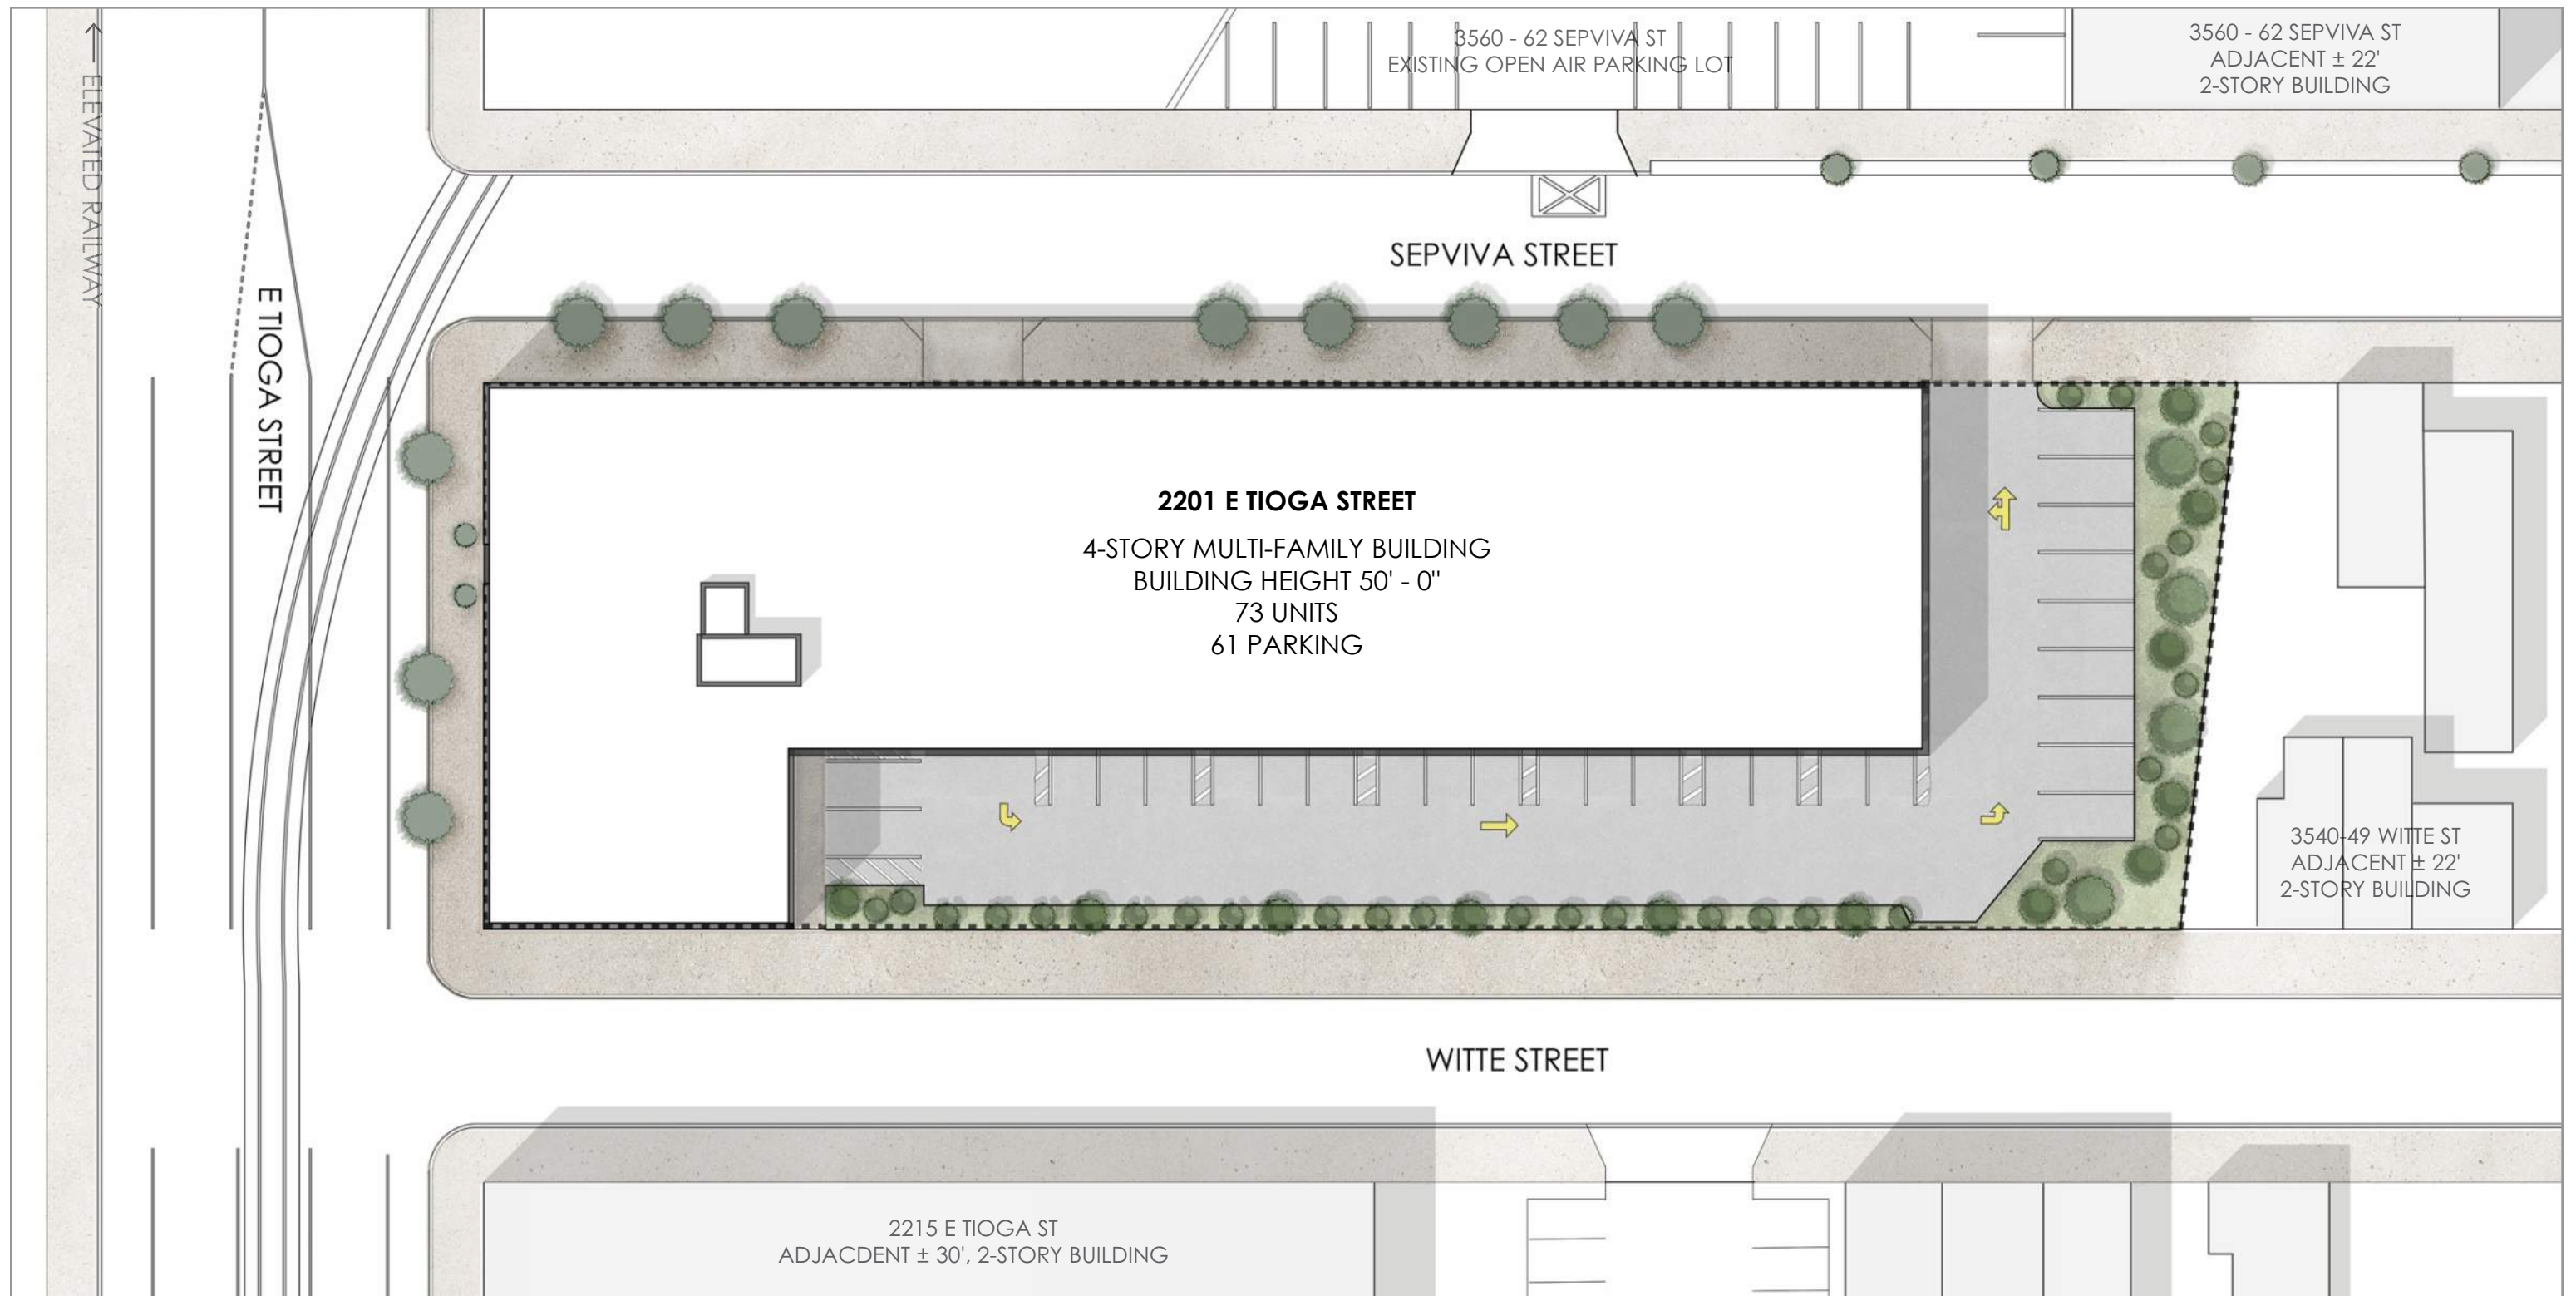 3560 - 62 SEPVIVA ST
EXISTING OPEN AIR PARKING LOT
3560 - 62 SEPVIVA ST
ADJACENT ± 22'
2-STORY BUILDING
ELEVATED RAILWAY
E TIOGA STREET
SEPVIVA STREET
2201 E TIOGA STREET
4-STORY MULTI-FAMILY BUILDING
BUILDING HEIGHT 50' - 0"
73 UNITS
61 PARKING
3540-49 WITTE ST
ADJACENT ± 22'
2-STORY BUILDING
WITTE STREET
2215 E TIOGA ST
ADJACDENT ± 30', 2-STORY BUILDING